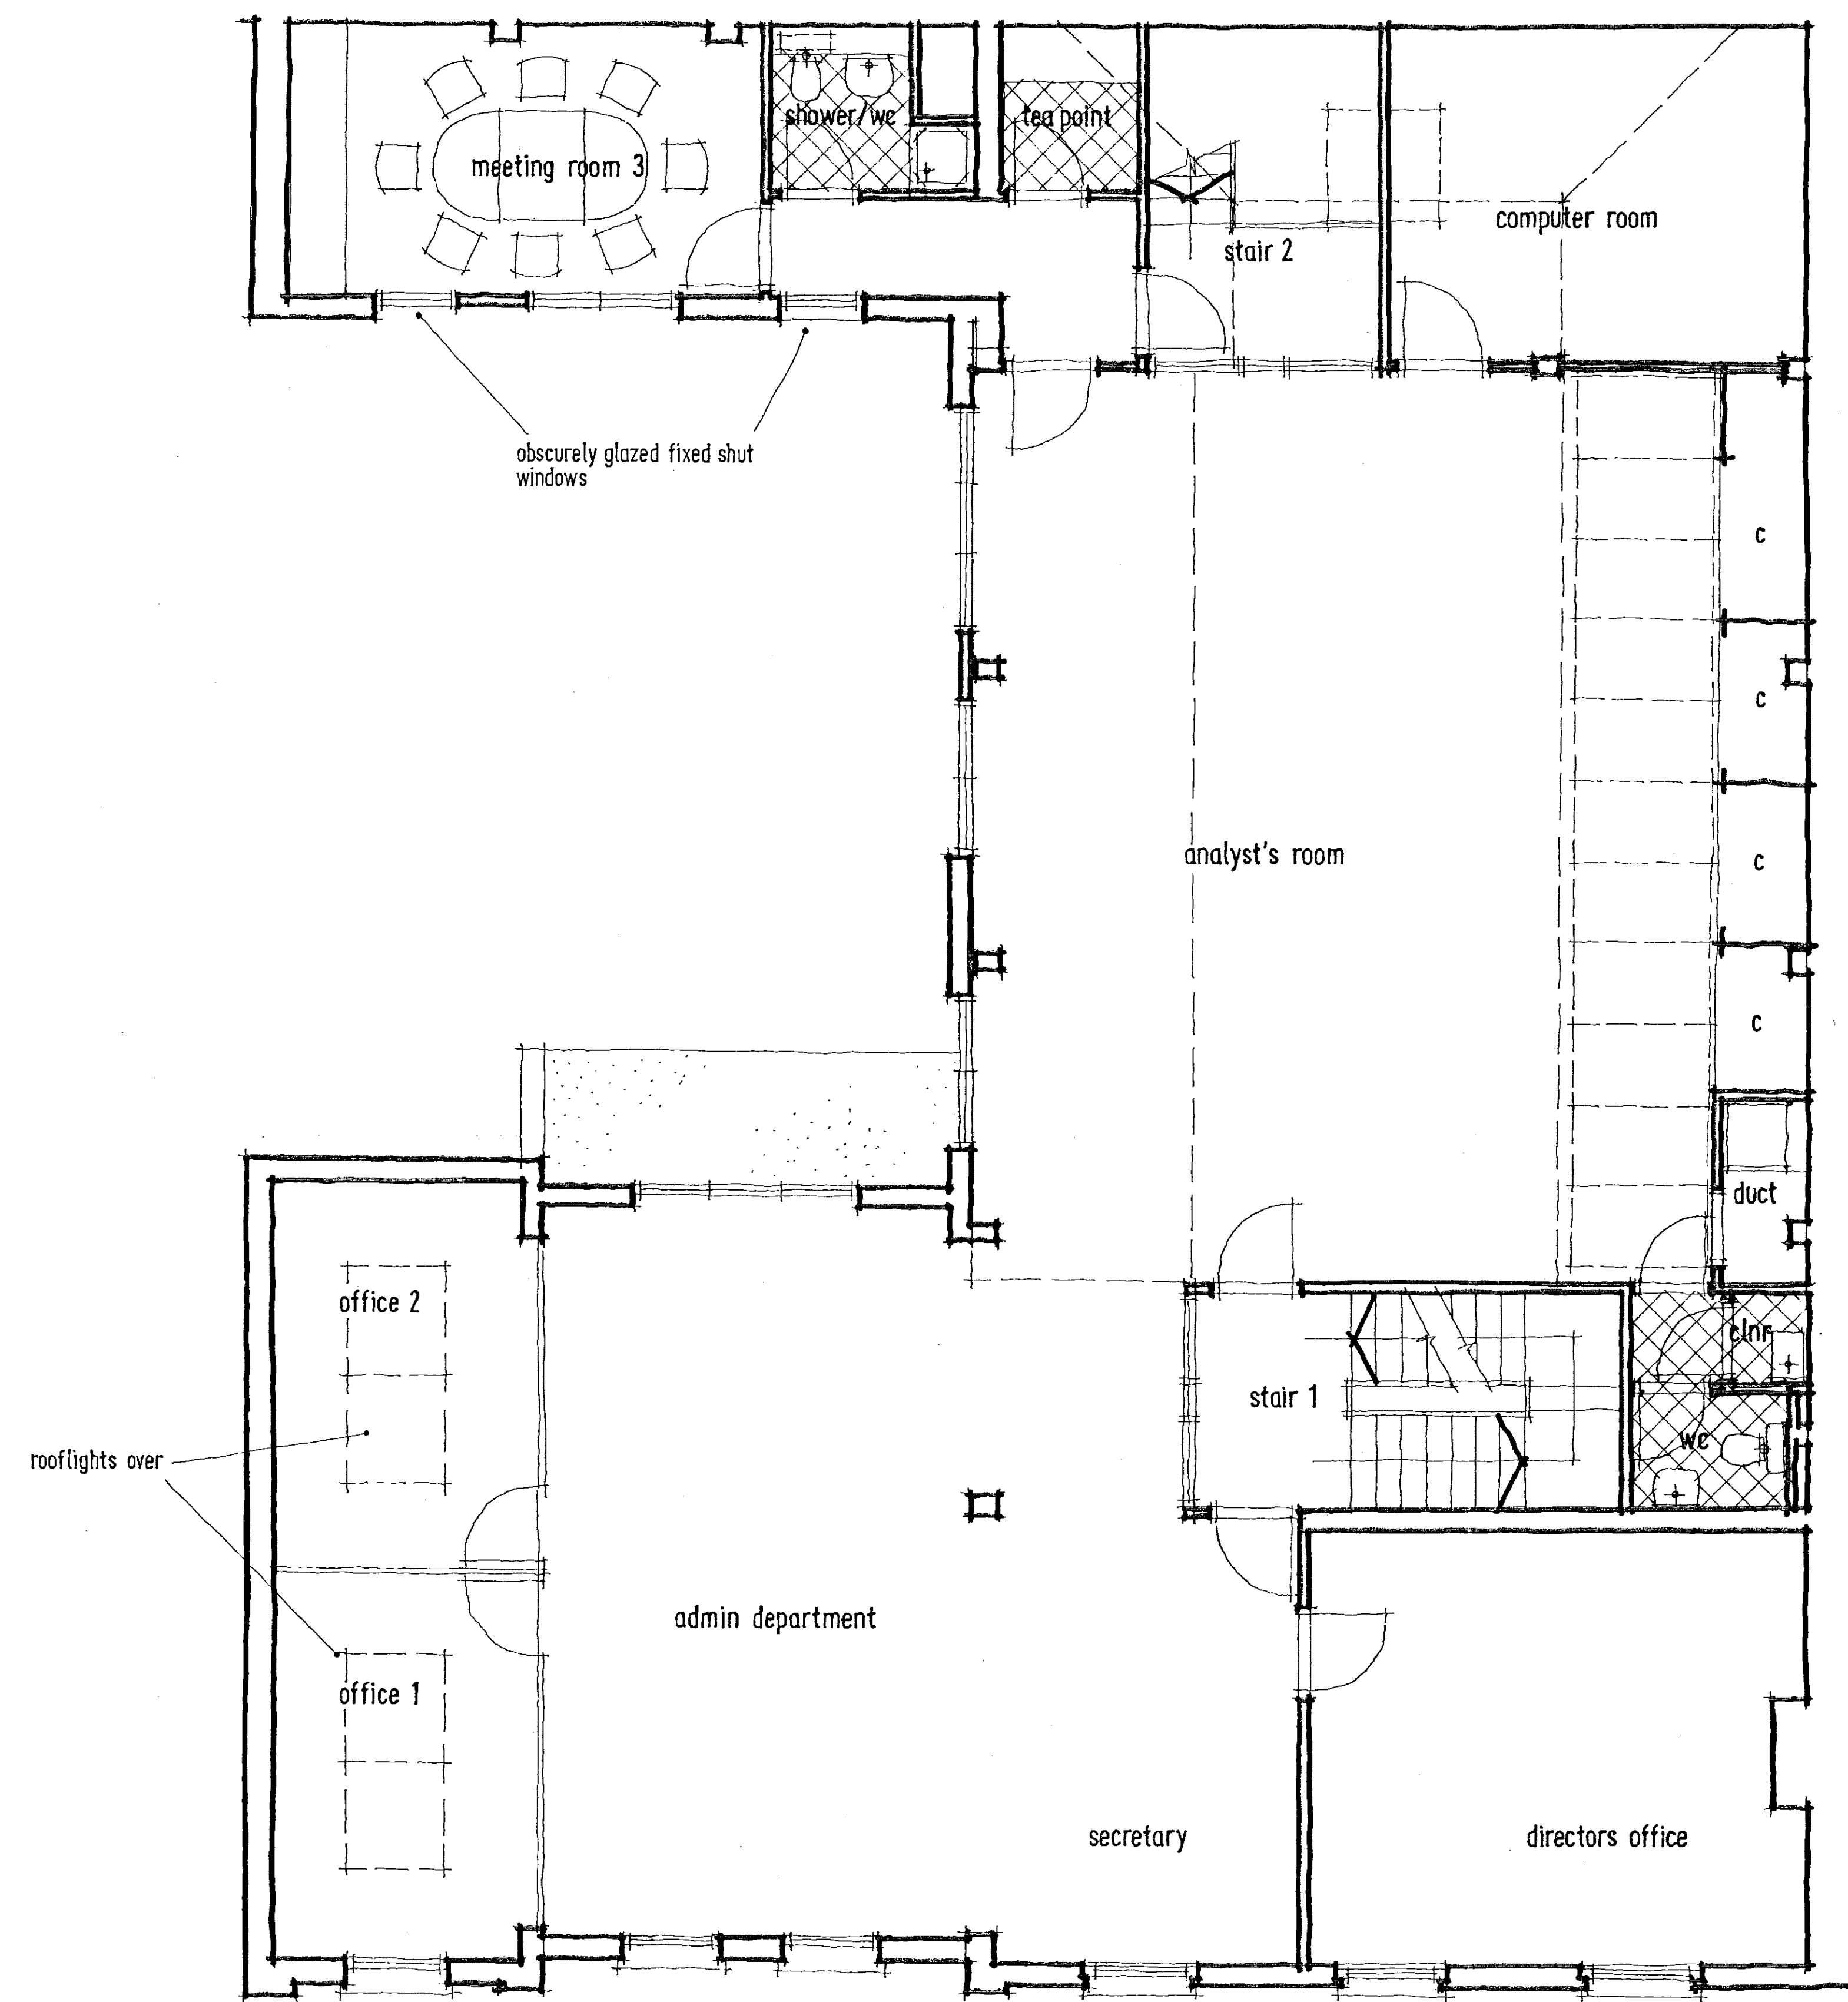 shower/wc
tea point
meeting room 3
computer room
stair 2
obscurely glazed fixed shut
windows
c
c
analyst's room
c
c
duct
office 2
clnr
stair 1
wc
rooflights over
admin department
office 1
secretary
directors office